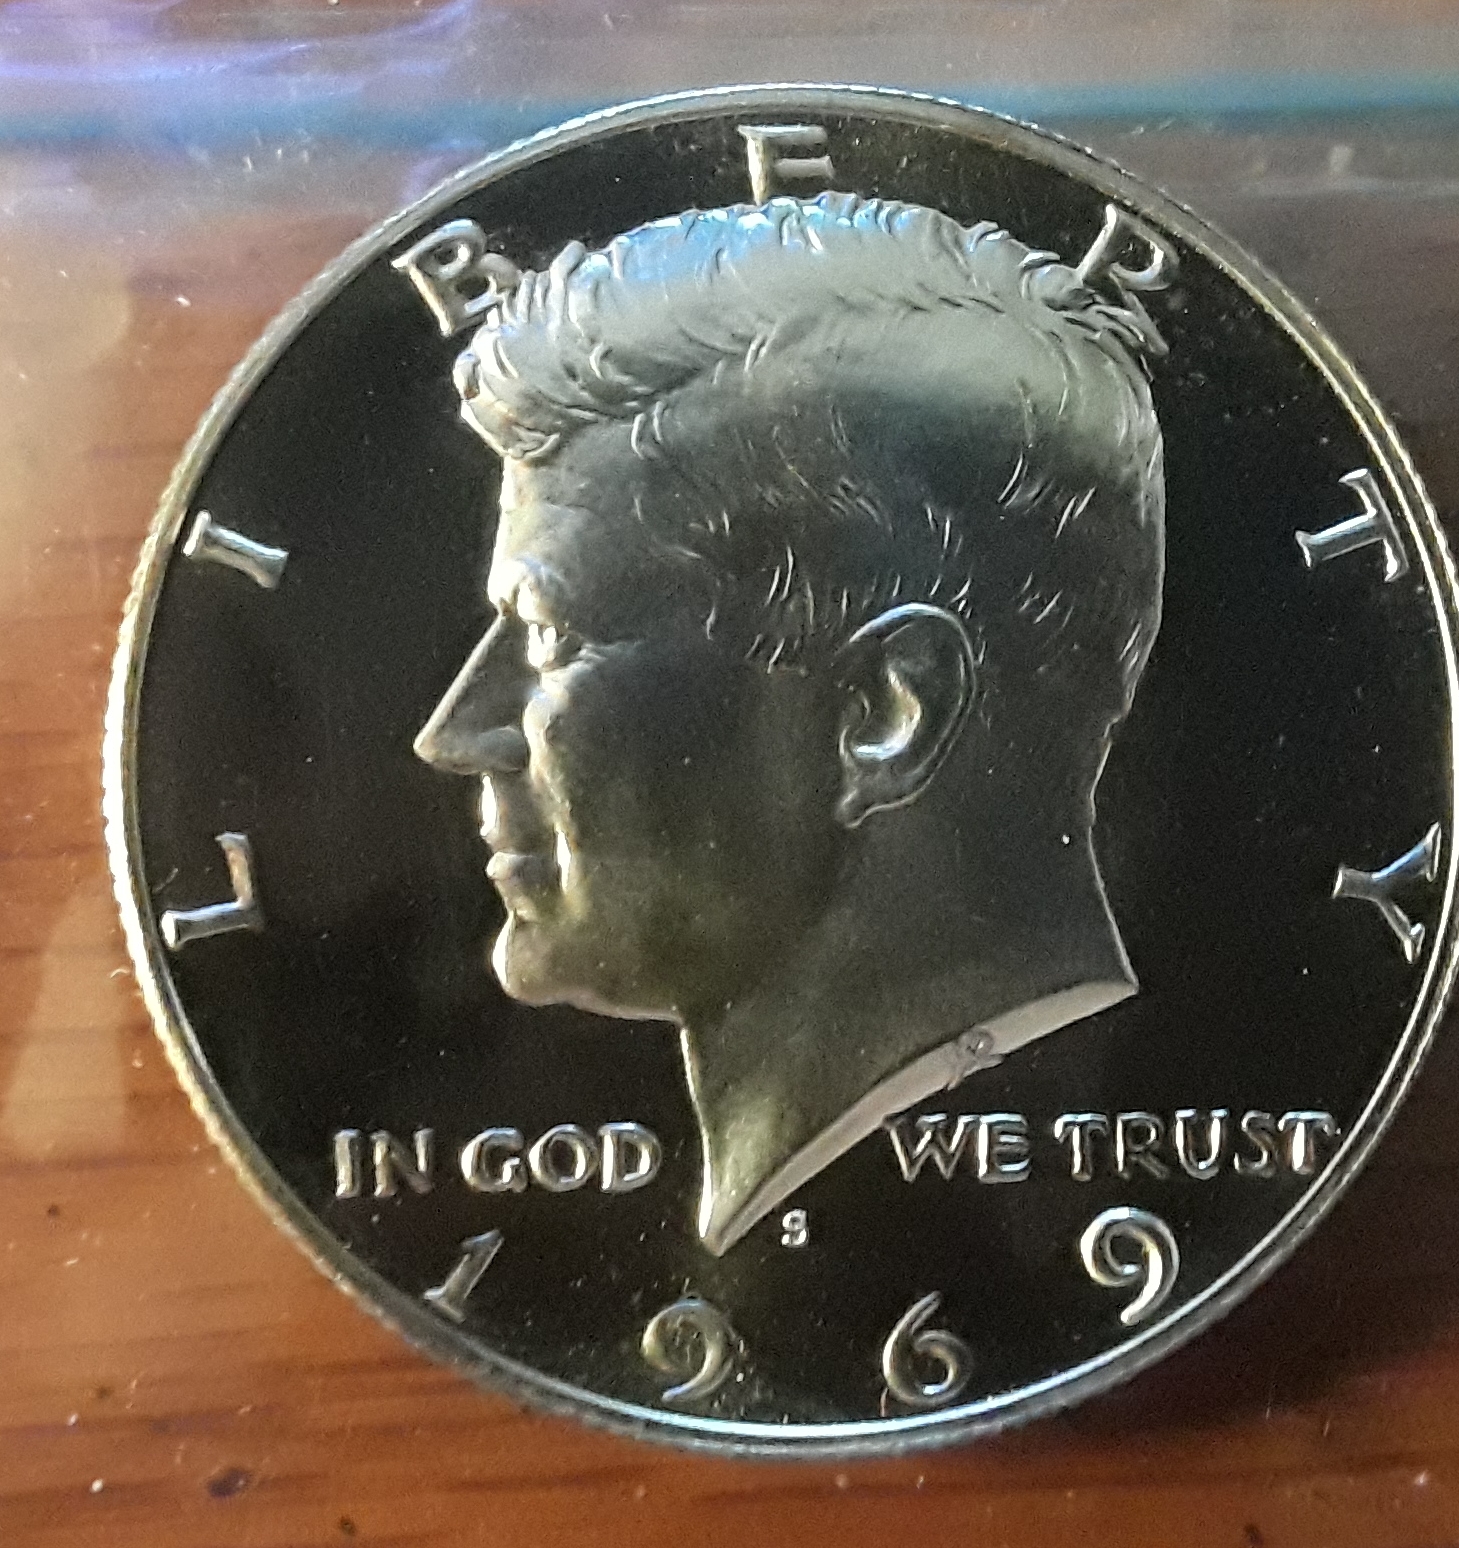 LIBERTY
IN GOD WE TRUST
S
1969